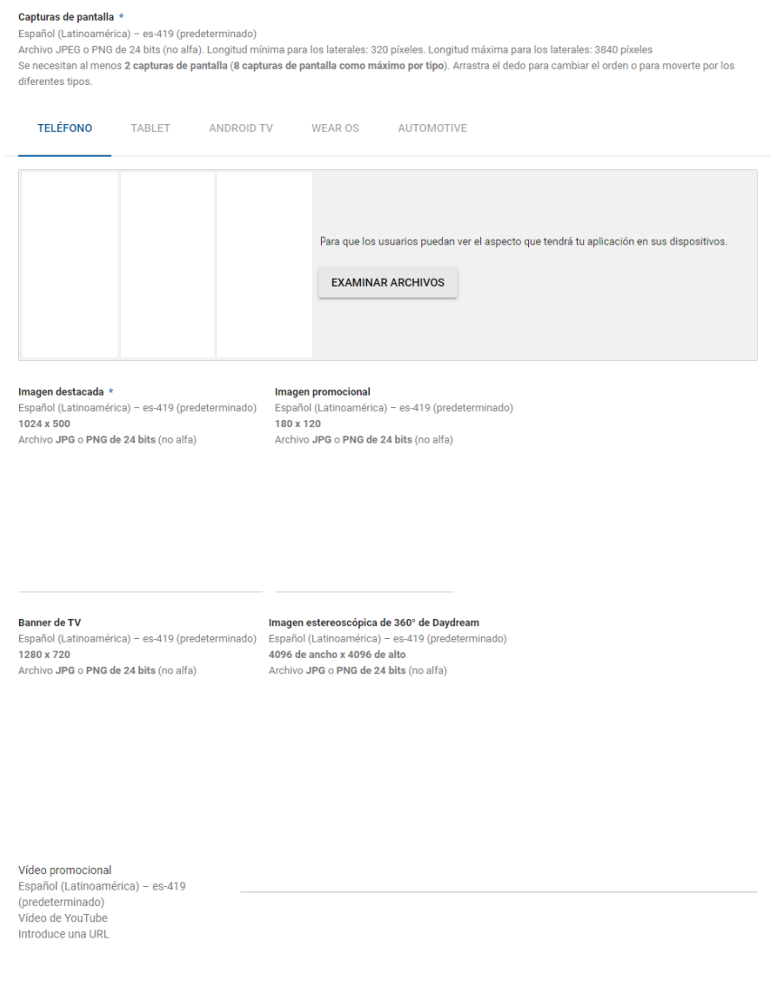 Capturas de pantalla *
Español (Latinoamérica) – es-419 (predeterminado)
Archivo JPEG o PNG de 24 bits (no alfa). Longitud mínima para los laterales: 320 píxeles. Longitud máxima para los laterales: 3840 píxeles
Se necesitan al menos 2 capturas de pantalla (8 capturas de pantalla como máximo por tipo). Arrastra el dedo para cambiar el orden o para moverte por los
diferentes tipos.
TELÉFONO TABLET ANDROID TV WEAR OS AUTOMOTIVE
Para que los usuarios puedan ver el aspecto que tendrá tu aplicación en sus dispositivos.
EXAMINAR ARCHIVOS
Imagen destacada *
Español (Latinoamérica) – es-419 (predeterminado)
1024 x 500
Archivo JPG o PNG de 24 bits (no alfa)
Imagen promocional
Español (Latinoamérica) – es-419 (predeterminado)
180 x 120
Archivo JPG o PNG de 24 bits (no alfa)
Banner de TV
Español (Latinoamérica) – es-419 (predeterminado)
1280 x 720
Archivo JPG o PNG de 24 bits (no alfa)
Imagen estereoscópica de 360° de Daydream
Español (Latinoamérica) – es-419 (predeterminado)
4096 de ancho x 4096 de alto
Archivo JPG o PNG de 24 bits (no alfa)
Vídeo promocional
Español (Latinoamérica) – es-419
(predeterminado)
Vídeo de YouTube
Introduce una URL